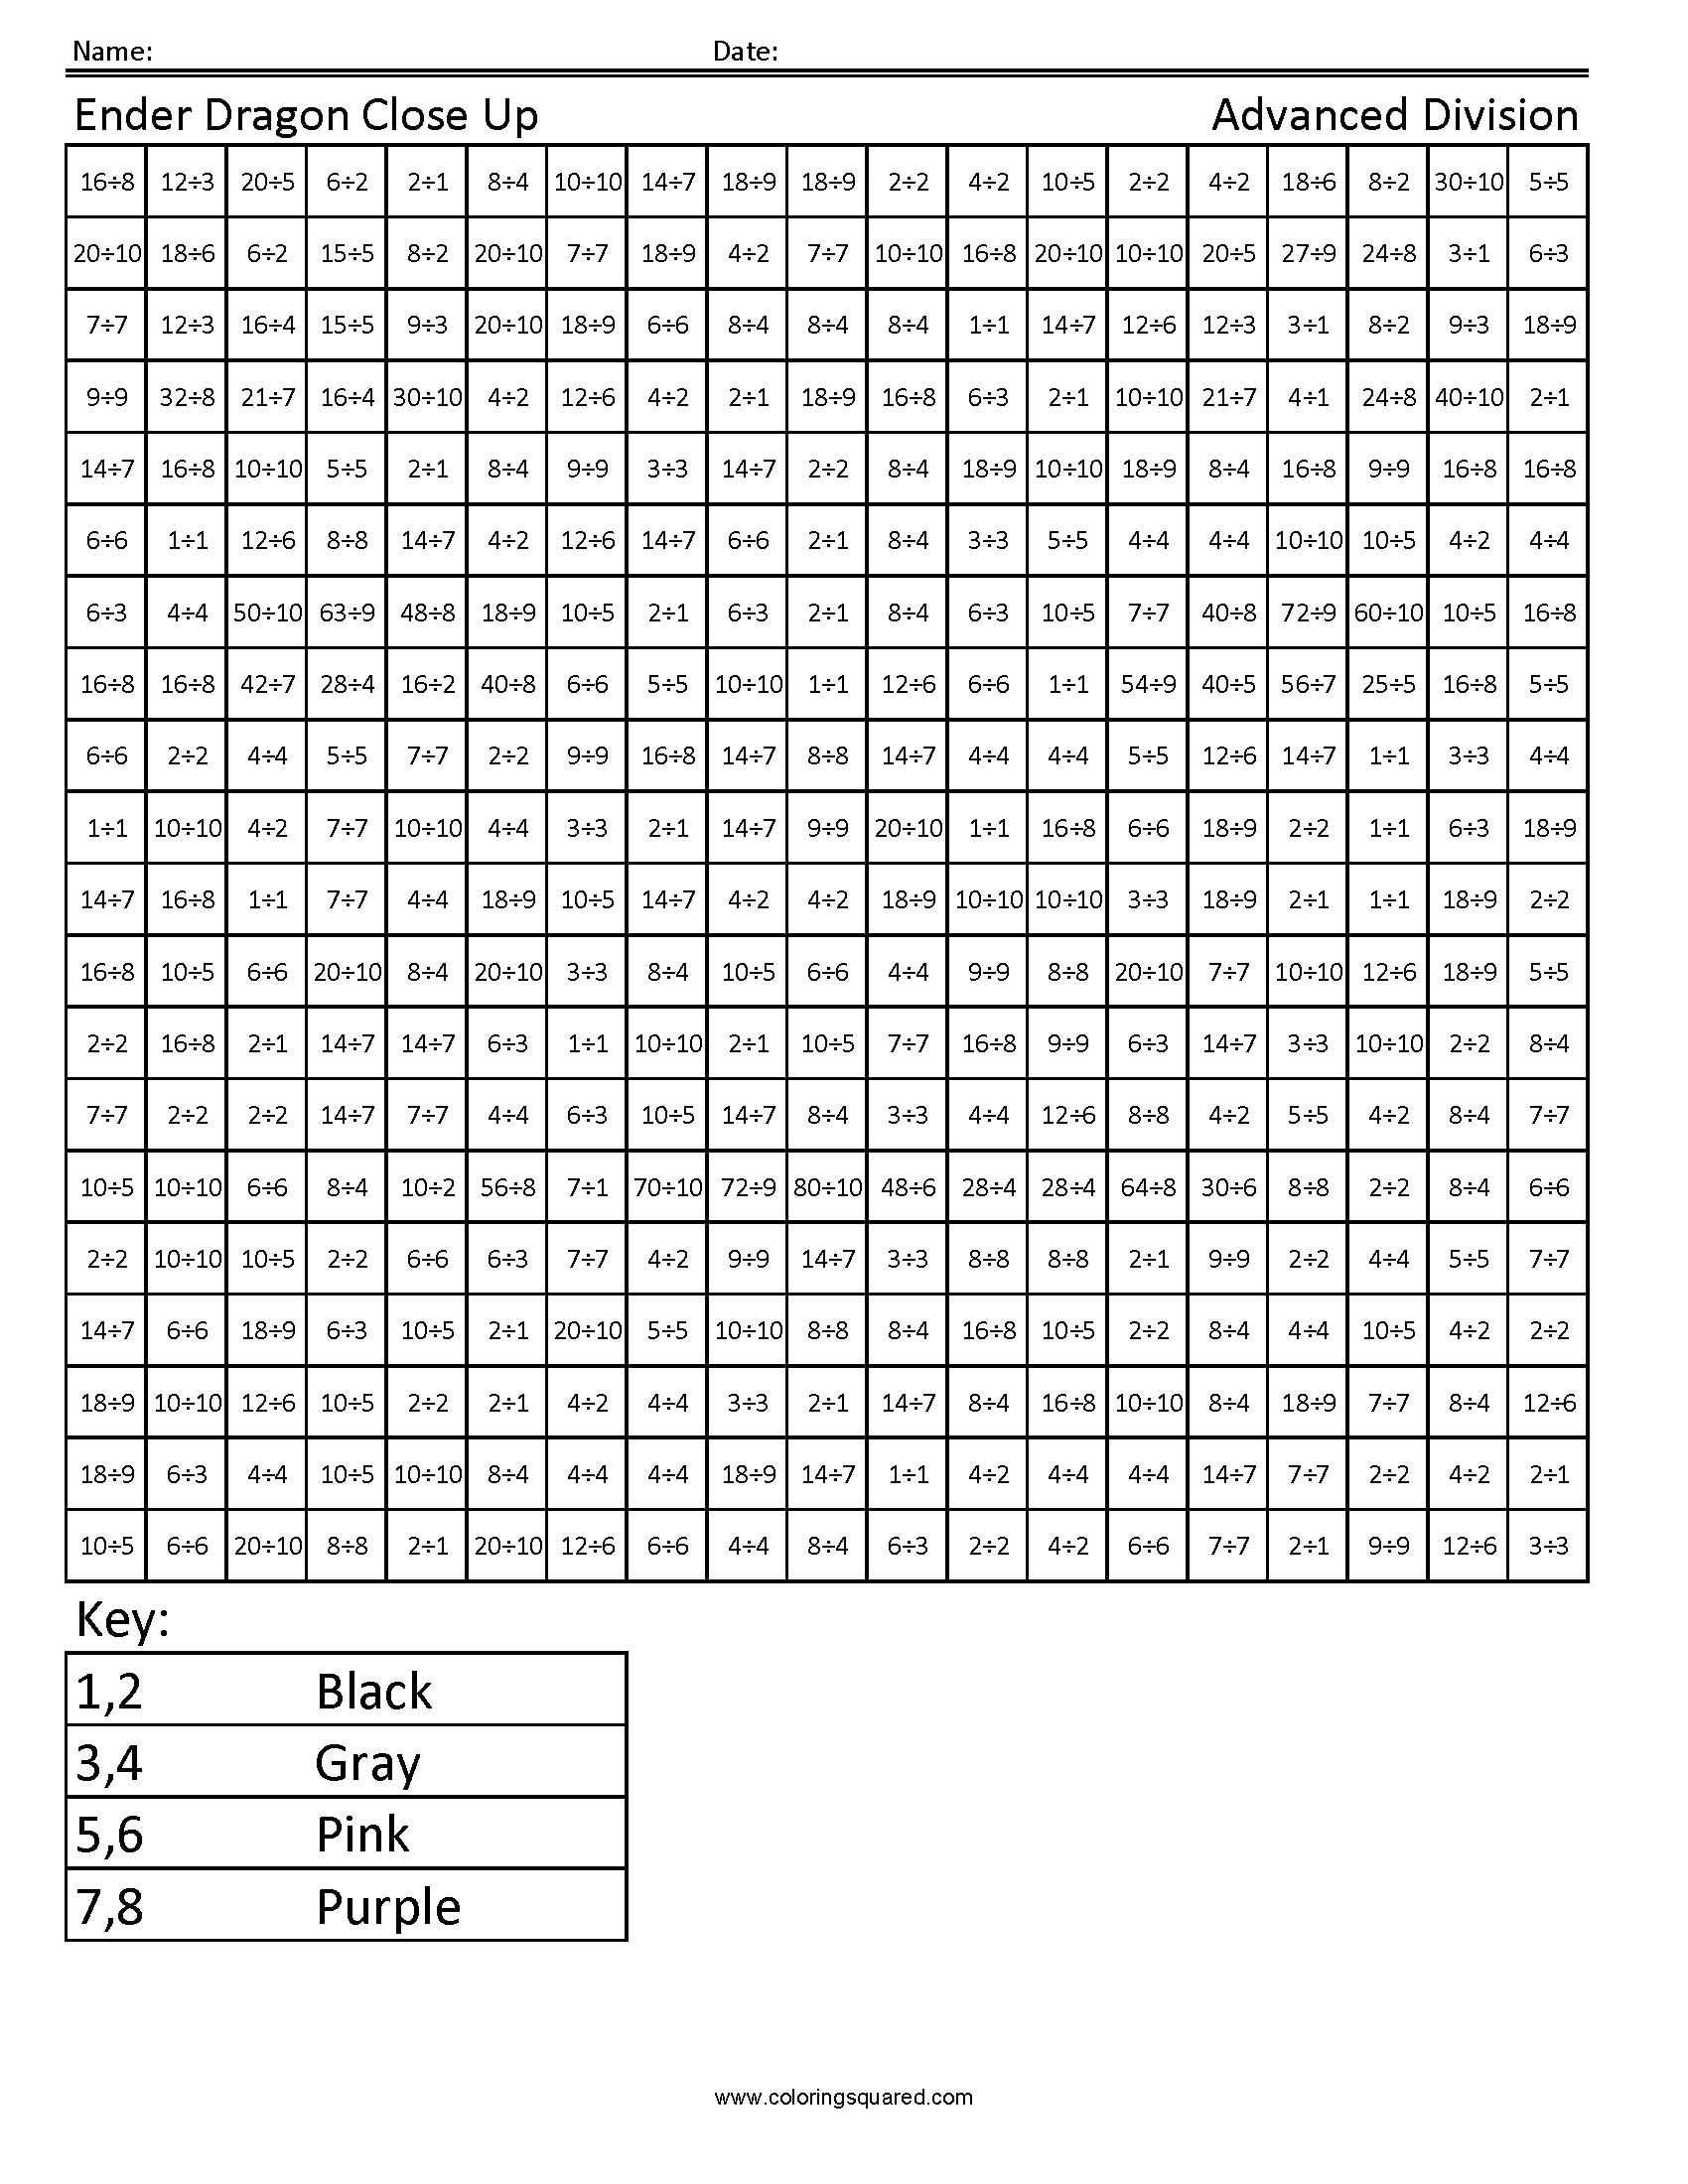 Name: Date:
Ender Dragon Close Up Advanced Division
16÷8 12÷3 20÷5 6÷2 2÷1 8÷4 10÷10 14÷7 18÷9 18÷9 2÷2 4÷2 10÷5 2÷2 4÷2 18÷6 8÷2 30÷10 5÷5
20÷10 18÷6 6÷2 15÷5 8÷2 20÷10 7÷7 18÷9 4÷2 7÷7 10÷10 16÷8 20÷10 10÷10 20÷5 27÷9 24÷8 3÷1 6÷3
7÷7 12÷3 16÷4 15÷5 9÷3 20÷10 18÷9 6÷6 8÷4 8÷4 8÷4 1÷1 14÷7 12÷6 12÷3 3÷1 8÷2 9÷3 18÷9
9÷9 32÷8 21÷7 16÷4 30÷10 4÷2 12÷6 4÷2 2÷1 18÷9 16÷8 6÷3 2÷1 10÷10 21÷7 4÷1 24÷8 40÷10 2÷1
14÷7 16÷8 10÷10 5÷5 2÷1 8÷4 9÷9 3÷3 14÷7 2÷2 8÷4 18÷9 10÷10 18÷9 8÷4 16÷8 9÷9 16÷8 16÷8
6÷6 1÷1 12÷6 8÷8 14÷7 4÷2 12÷6 14÷7 6÷6 2÷1 8÷4 3÷3 5÷5 4÷4 4÷4 10÷10 10÷5 4÷2 4÷4
6÷3 4÷4 50÷10 63÷9 48÷8 18÷9 10÷5 2÷1 6÷3 2÷1 8÷4 6÷3 10÷5 7÷7 40÷8 72÷9 60÷10 10÷5 16÷8
16÷8 16÷8 42÷7 28÷4 16÷2 40÷8 6÷6 5÷5 10÷10 1÷1 12÷6 6÷6 1÷1 54÷9 40÷5 56÷7 25÷5 16÷8 5÷5
6÷6 2÷2 4÷4 5÷5 7÷7 2÷2 9÷9 16÷8 14÷7 8÷8 14÷7 4÷4 4÷4 5÷5 12÷6 14÷7 1÷1 3÷3 4÷4
1÷1 10÷10 4÷2 7÷7 10÷10 4÷4 3÷3 2÷1 14÷7 9÷9 20÷10 1÷1 16÷8 6÷6 18÷9 2÷2 1÷1 6÷3 18÷9
14÷7 16÷8 1÷1 7÷7 4÷4 18÷9 10÷5 14÷7 4÷2 4÷2 18÷9 10÷10 10÷10 3÷3 18÷9 2÷1 1÷1 18÷9 2÷2
16÷8 10÷5 6÷6 20÷10 8÷4 20÷10 3÷3 8÷4 10÷5 6÷6 4÷4 9÷9 8÷8 20÷10 7÷7 10÷10 12÷6 18÷9 5÷5
2÷2 16÷8 2÷1 14÷7 14÷7 6÷3 1÷1 10÷10 2÷1 10÷5 7÷7 16÷8 9÷9 6÷3 14÷7 3÷3 10÷10 2÷2 8÷4
7÷7 2÷2 2÷2 14÷7 7÷7 4÷4 6÷3 10÷5 14÷7 8÷4 3÷3 4÷4 12÷6 8÷8 4÷2 5÷5 4÷2 8÷4 7÷7
10÷5 10÷10 6÷6 8÷4 10÷2 56÷8 7÷1 70÷10 72÷9 80÷10 48÷6 28÷4 28÷4 64÷8 30÷6 8÷8 2÷2 8÷4 6÷6
2÷2 10÷10 10÷5 2÷2 6÷6 6÷3 7÷7 4÷2 9÷9 14÷7 3÷3 8÷8 8÷8 2÷1 9÷9 2÷2 4÷4 5÷5 7÷7
14÷7 6÷6 18÷9 6÷3 10÷5 2÷1 20÷10 5÷5 10÷10 8÷8 8÷4 16÷8 10÷5 2÷2 8÷4 4÷4 10÷5 4÷2 2÷2
18÷9 10÷10 12÷6 10÷5 2÷2 2÷1 4÷2 4÷4 3÷3 2÷1 14÷7 8÷4 16÷8 10÷10 8÷4 18÷9 7÷7 8÷4 12÷6
18÷9 6÷3 4÷4 10÷5 10÷10 8÷4 4÷4 4÷4 18÷9 14÷7 1÷1 4÷2 4÷4 4÷4 14÷7 7÷7 2÷2 4÷2 2÷1
10÷5 6÷6 20÷10 8÷8 2÷1 20÷10 12÷6 6÷6 4÷4 8÷4 6÷3 2÷2 4÷2 6÷6 7÷7 2÷1 9÷9 12÷6 3÷3
Key:
1,2 Black
3,4 Gray
5,6 Pink
7,8 Purple
www.coloringsquared.com